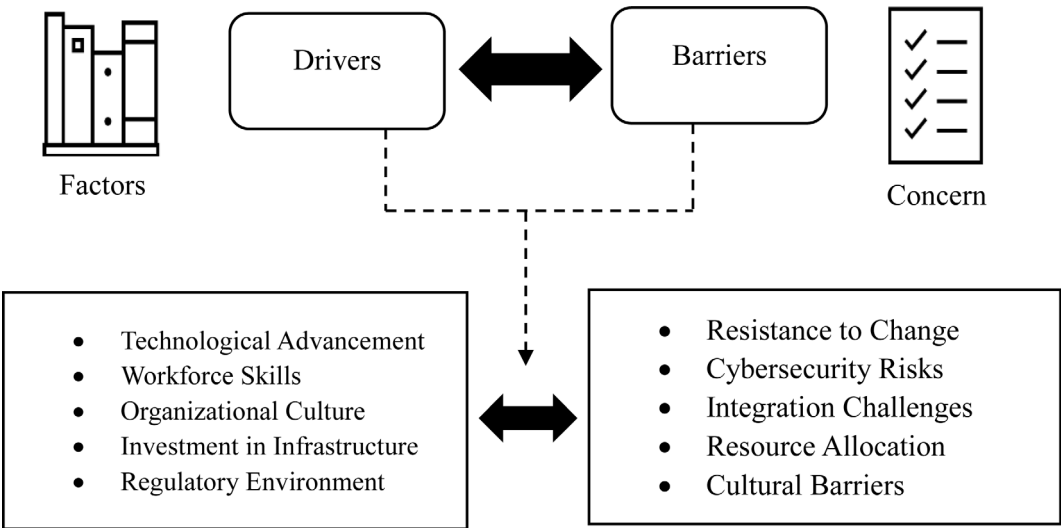 Drivers
Barriers
Factors
Concern
• Technological Advancement
• Workforce Skills
• Organizational Culture
• Investment in Infrastructure
• Regulatory Environment
• Resistance to Change
• Cybersecurity Risks
• Integration Challenges
• Resource Allocation
• Cultural Barriers